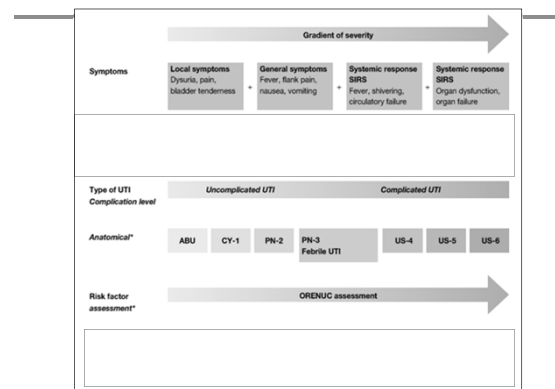 Gradient of severity
Symptoms
Local symptoms
Dysuria, pain,
bladder tenderness
+
General symptoms
Fever, flank pain,
nausea, vomiting
+
Systemic response
SIRS
Fever, shivering,
circulatory failure
+
Systemic response
SIRS
Organ dysfunction,
organ failure
Type of UTI
Complication level
Uncomplicated UTI
Complicated UTI
Anatomical*
ABU
CY-1
PN-2
PN-3
Febrile UTI
US-4
US-5
US-6
Risk factor
assessment*
ORENUC assessment